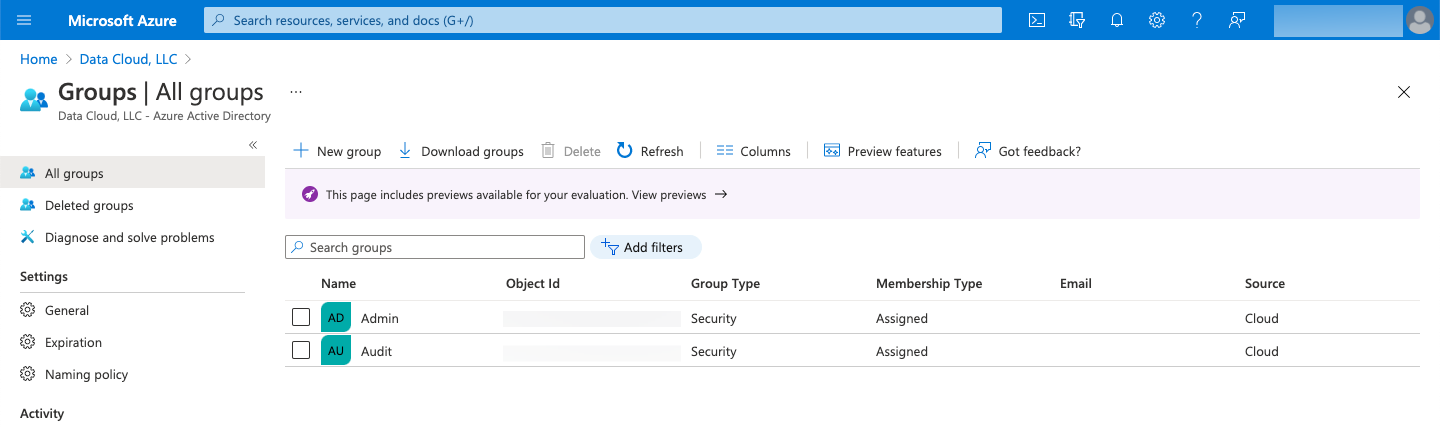 Microsoft Azure
Search resources, services, and docs (G+/)
Home > Data Cloud, LLC >
Groups | All groups ...
Data Cloud, LLC - Azure Active Directory
«
New group Download groups Delete Refresh Columns Preview features Got feedback?
All groups
This page includes previews available for your evaluation. View previews →
Deleted groups
Diagnose and solve problems
Search groups Add filters
Settings
Name Object Id Group Type Membership Type Email Source
General
AD Admin Security Assigned Cloud
Expiration
AU Audit Security Assigned Cloud
Naming policy
Activity